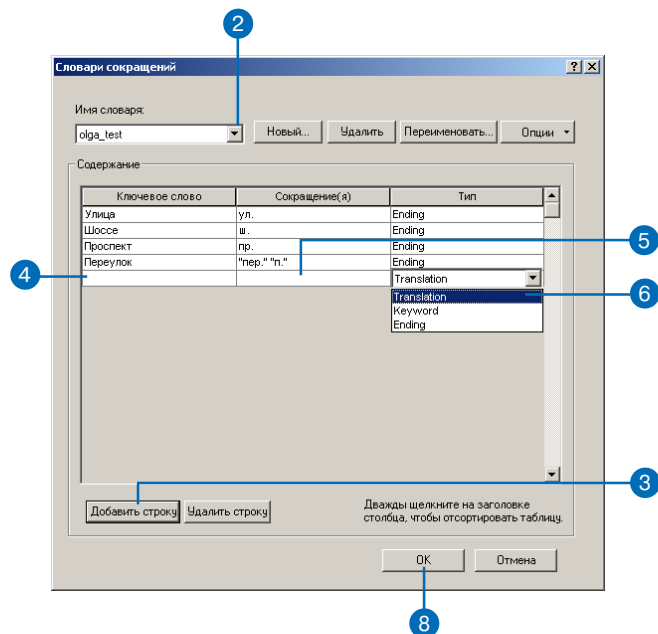 2
Словари сокращений
Имя словаря:
olga_test Новый... Удалить Переименовать... Опции
Содержание
Ключевое слово Сокращение(я) Тип
Улица ул. Ending
Шоссе ш. Ending
Проспект пр. Ending
5
Переулок "пер." "п." Ending
4
Translation
6
Translation
Keyword
Ending
3
Добавить строку Удалить строку
Дважды щелкните на заголовке
столбца, чтобы отсортировать таблицу.
OK Отмена
8